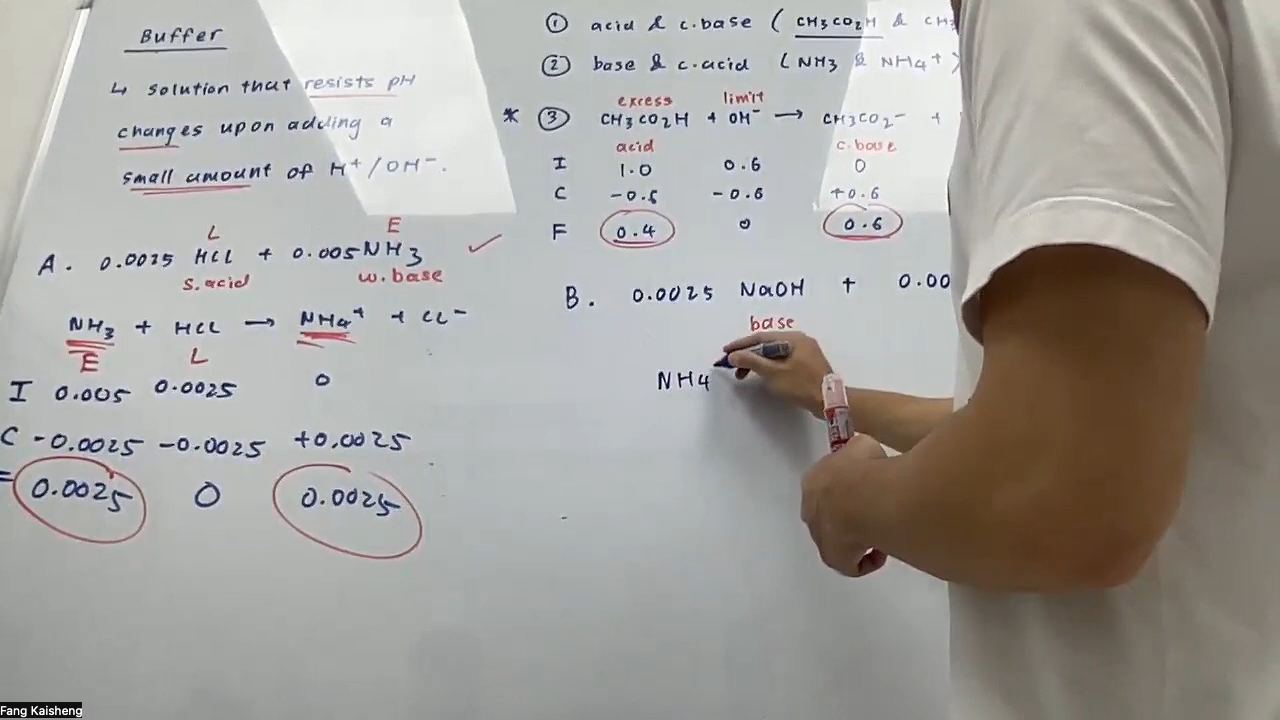 Buffer
↳ solution that resists pH
changes upon adding a
small amount of H⁺/OH⁻.
L E
A. 0.0025 HCl + 0.005 NH3
s.acid w.base
NH3 + HCl → NH4⁺ + Cl⁻
E L
I 0.005 0.0025 0
C -0.0025 -0.0025 +0.0025
0.0025 0 0.0025
① acid & c.base ( CH3CO2H &
② base & c.acid ( NH3 & NH4⁺ )
excess limit
* ③ CH3CO2H + OH⁻ → CH3CO2⁻ +
acid c.base
I 1.0 0.6 0
C -0.6 -0.6 +0.6
F 0.4 0 0.6
B. 0.0025 NaOH + 0.00
base
NH4
Fang Kaisheng